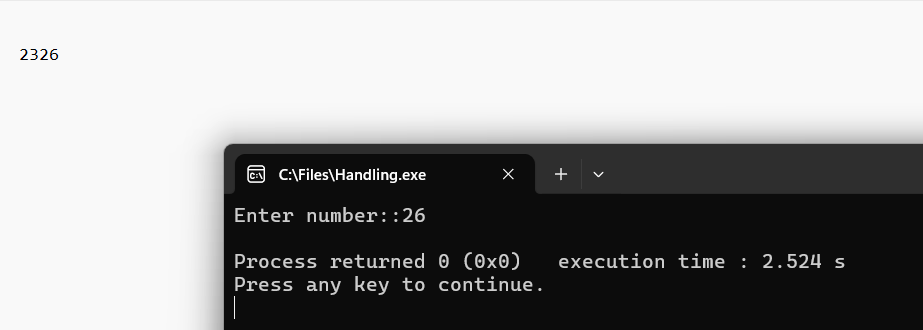 2326
C:\Files\Handling.exe
Enter number::26
Process returned 0 (0x0)   execution time : 2.524 s
Press any key to continue.